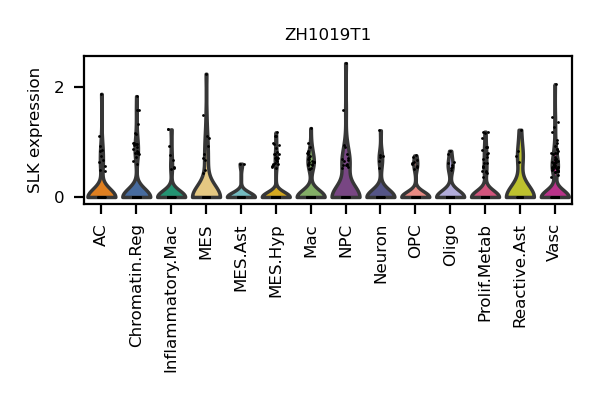 ZH1019T1
SLK expression
2
0
AC
Chromatin.Reg
Inflammatory.Mac
MES
MES.Ast
MES.Hyp
Mac
NPC
Neuron
OPC
Oligo
Prolif.Metab
Reactive.Ast
Vasc